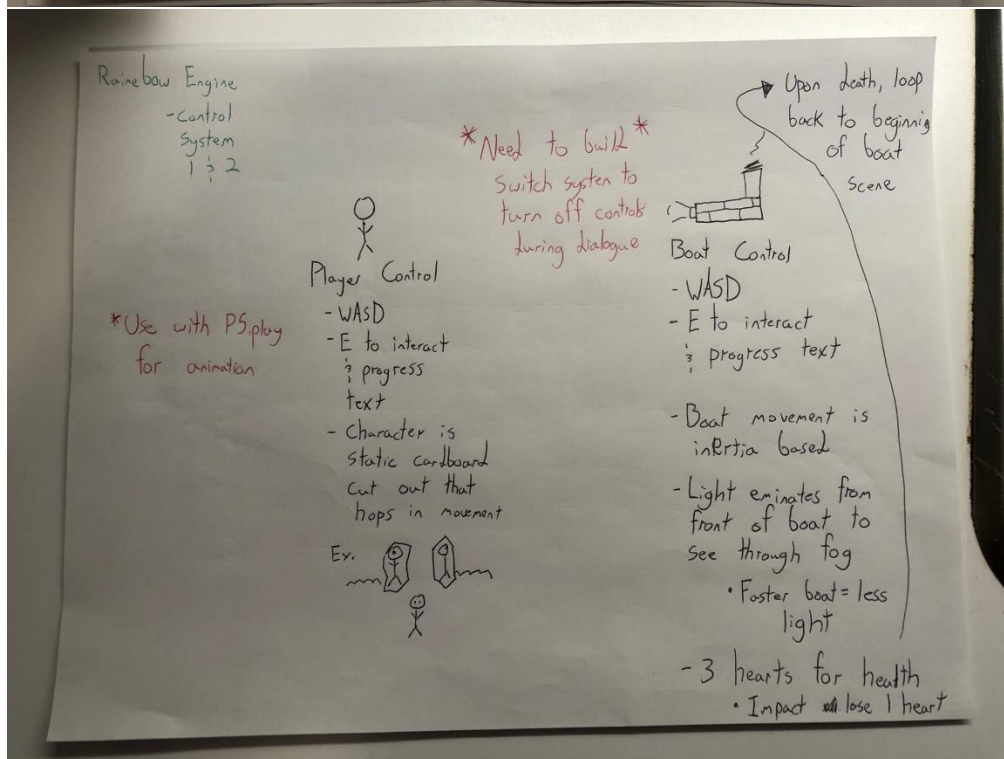 Rainebow Engine
- Control
System
1 & 2
*Need to build*
Switch system to
turn off controls
during dialogue
Upon death, loop
back to beginnig
of boat
scene
Player Control
- WASD
- E to interact
& progress
text
- Character is
static cardboard
cut out that
hops in movement
Ex.
*Use with PS.play
for animation
Boat Control
- WASD
- E to interact
& progress text
- Boat movement is
inertia based
- Light eminates from
front of boat to
see through fog
• Faster boat = less
light
- 3 hearts for health
• Impact lose 1 heart